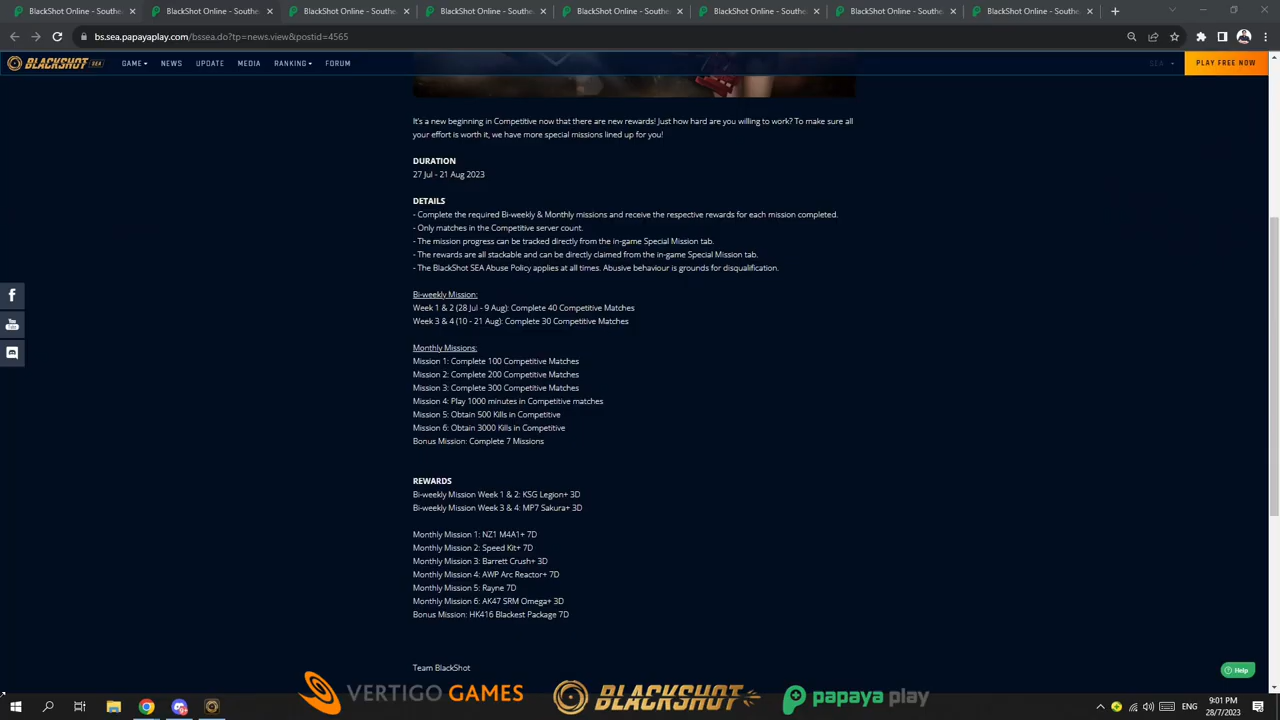 BlackShot Online - Southe
BlackShot Online - Southe
BlackShot Online - Southe
BlackShot Online - Southe
BlackShot Online - Southe
BlackShot Online - Southe
BlackShot Online - Southe
BlackShot Online - Southe
bs.sea.papayaplay.com/bssea.do?tp=news.view&postid=4565
BLACKSHOT SEA
GAME
NEWS
UPDATE
MEDIA
RANKING
FORUM
SEA
PLAY FREE NOW
It's a new beginning in Competitive now that there are new rewards! Just how hard are you willing to work? To make sure all
your effort is worth it, we have more special missions lined up for you!
DURATION
27 Jul - 21 Aug 2023
DETAILS
- Complete the required Bi-weekly & Monthly missions and receive the respective rewards for each mission completed.
- Only matches in the Competitive server count.
- The mission progress can be tracked directly from the in-game Special Mission tab.
- The rewards are all stackable and can be directly claimed from the in-game Special Mission tab.
- The BlackShot SEA Abuse Policy applies at all times. Abusive behaviour is grounds for disqualification.
Bi-weekly Mission:
Week 1 & 2 (28 Jul - 9 Aug): Complete 40 Competitive Matches
Week 3 & 4 (10 - 21 Aug): Complete 30 Competitive Matches
Monthly Missions:
Mission 1: Complete 100 Competitive Matches
Mission 2: Complete 200 Competitive Matches
Mission 3: Complete 300 Competitive Matches
Mission 4: Play 1000 minutes in Competitive matches
Mission 5: Obtain 500 Kills in Competitive
Mission 6: Obtain 3000 Kills in Competitive
Bonus Mission: Complete 7 Missions
REWARDS
Bi-weekly Mission Week 1 & 2: KSG Legion+ 3D
Bi-weekly Mission Week 3 & 4: MP7 Sakura+ 3D
Monthly Mission 1: NZ1 M4A1+ 7D
Monthly Mission 2: Speed Kit+ 7D
Monthly Mission 3: Barrett Crush+ 3D
Monthly Mission 4: AWP Arc Reactor+ 7D
Monthly Mission 5: Rayne 7D
Monthly Mission 6: AK47 SRM Omega+ 3D
Bonus Mission: HK416 Blackest Package 7D
Team BlackShot
Help
VERTIGO GAMES
BLACKSHOT
papaya play
ENG
9:01 PM
28/7/2023